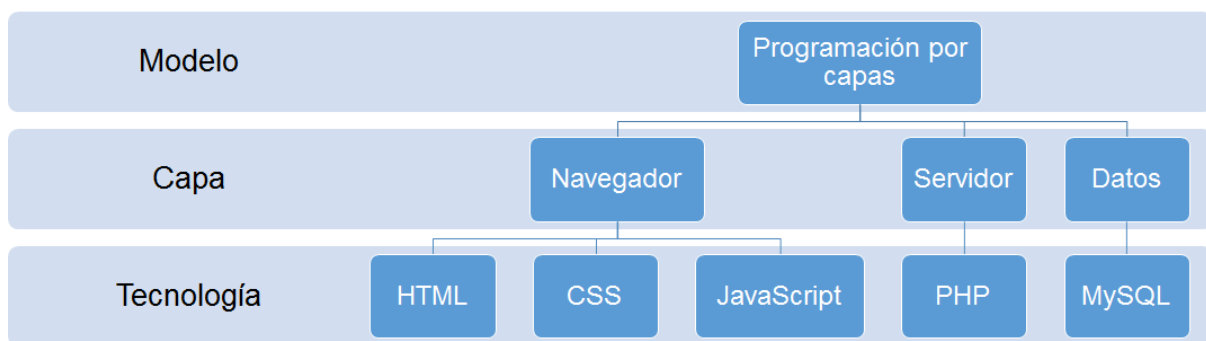 Modelo
Programación por
capas
Capa
Navegador
Servidor
Datos
Tecnología
HTML
CSS
JavaScript
PHP
MySQL